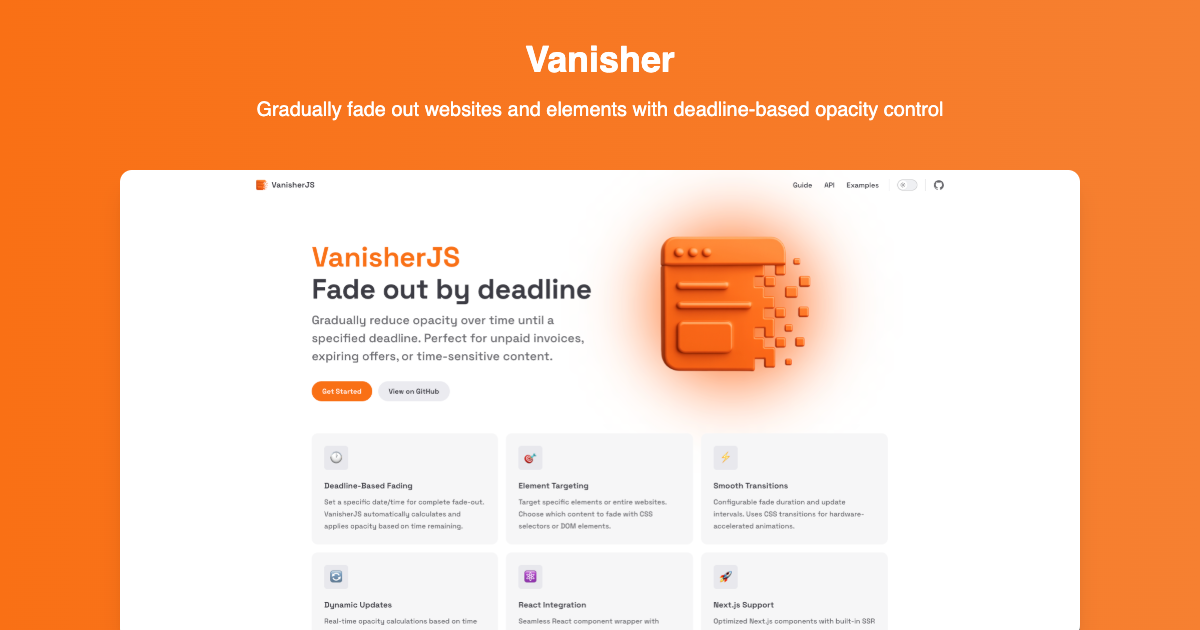 Vanisher
Gradually fade out websites and elements with deadline-based opacity control
VanisherJS
Guide API Examples
VanisherJS
Fade out by deadline
Gradually reduce opacity over time until a
specified deadline. Perfect for unpaid invoices,
expiring offers, or time-sensitive content.
Get Started View on GitHub
Deadline-Based Fading
Set a specific date/time for complete fade-out.
VanisherJS automatically calculates and
applies opacity based on time remaining.
Element Targeting
Target specific elements or entire websites.
Choose which content to fade with CSS
selectors or DOM elements.
Smooth Transitions
Configurable fade duration and update
intervals. Uses CSS transitions for hardware-
accelerated animations.
Dynamic Updates
Real-time opacity calculations based on time
React Integration
Seamless React component wrapper with
Next.js Support
Optimized Next.js components with built-in SSR